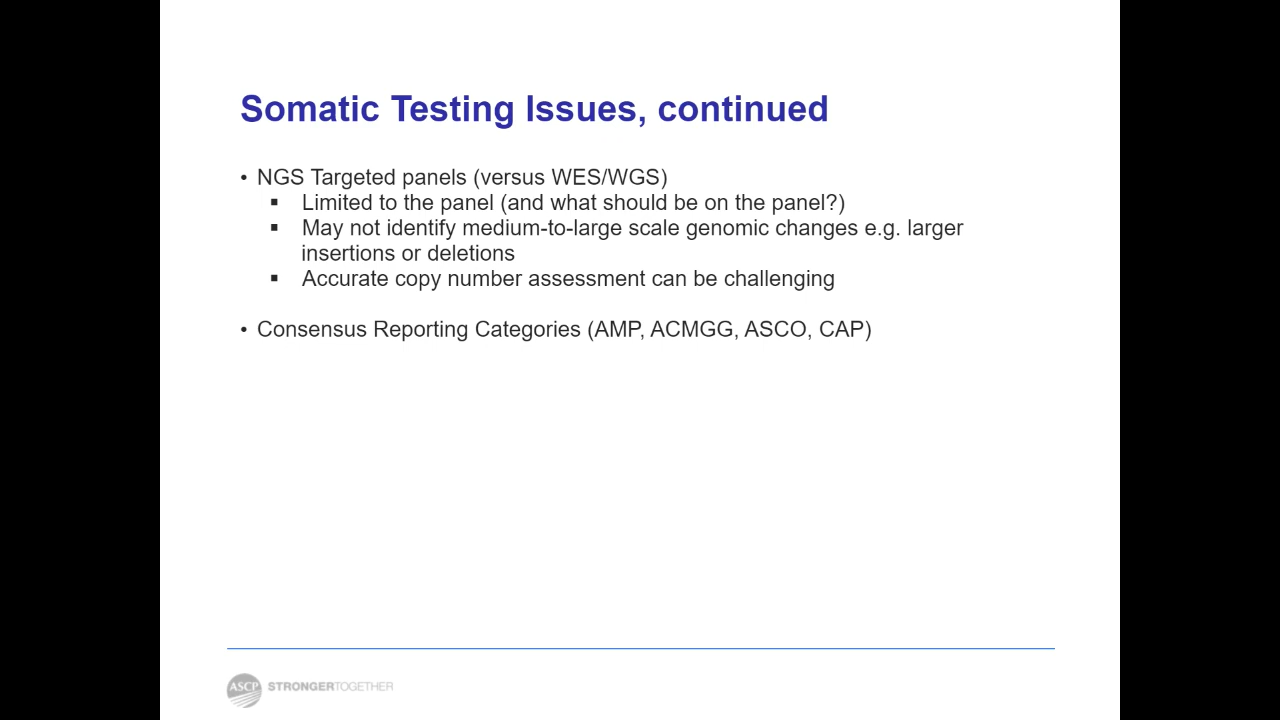 Somatic Testing Issues, continued
• NGS Targeted panels (versus WES/WGS)
▪ Limited to the panel (and what should be on the panel?)
▪ May not identify medium-to-large scale genomic changes e.g. larger
insertions or deletions
▪ Accurate copy number assessment can be challenging
• Consensus Reporting Categories (AMP, ACMGG, ASCO, CAP)
ASCP STRONGERTOGETHER